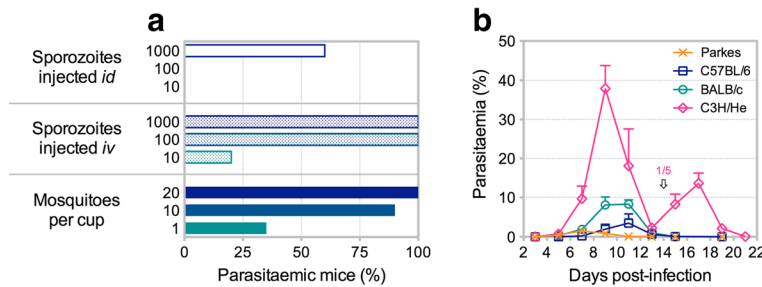 a
Sporozoites
injected id
1000
100
10
Sporozoites
injected iv
1000
100
10
Mosquitoes
per cup
20
10
1
0 25 50 75 100
Parasitaemic mice (%)
b
Parasitaemia (%)
50
40
30
20
10
0
Parkes
C57BL/6
BALB/c
C3H/He
1/5
2 4 6 8 10 12 14 16 18 20 22
Days post-infection